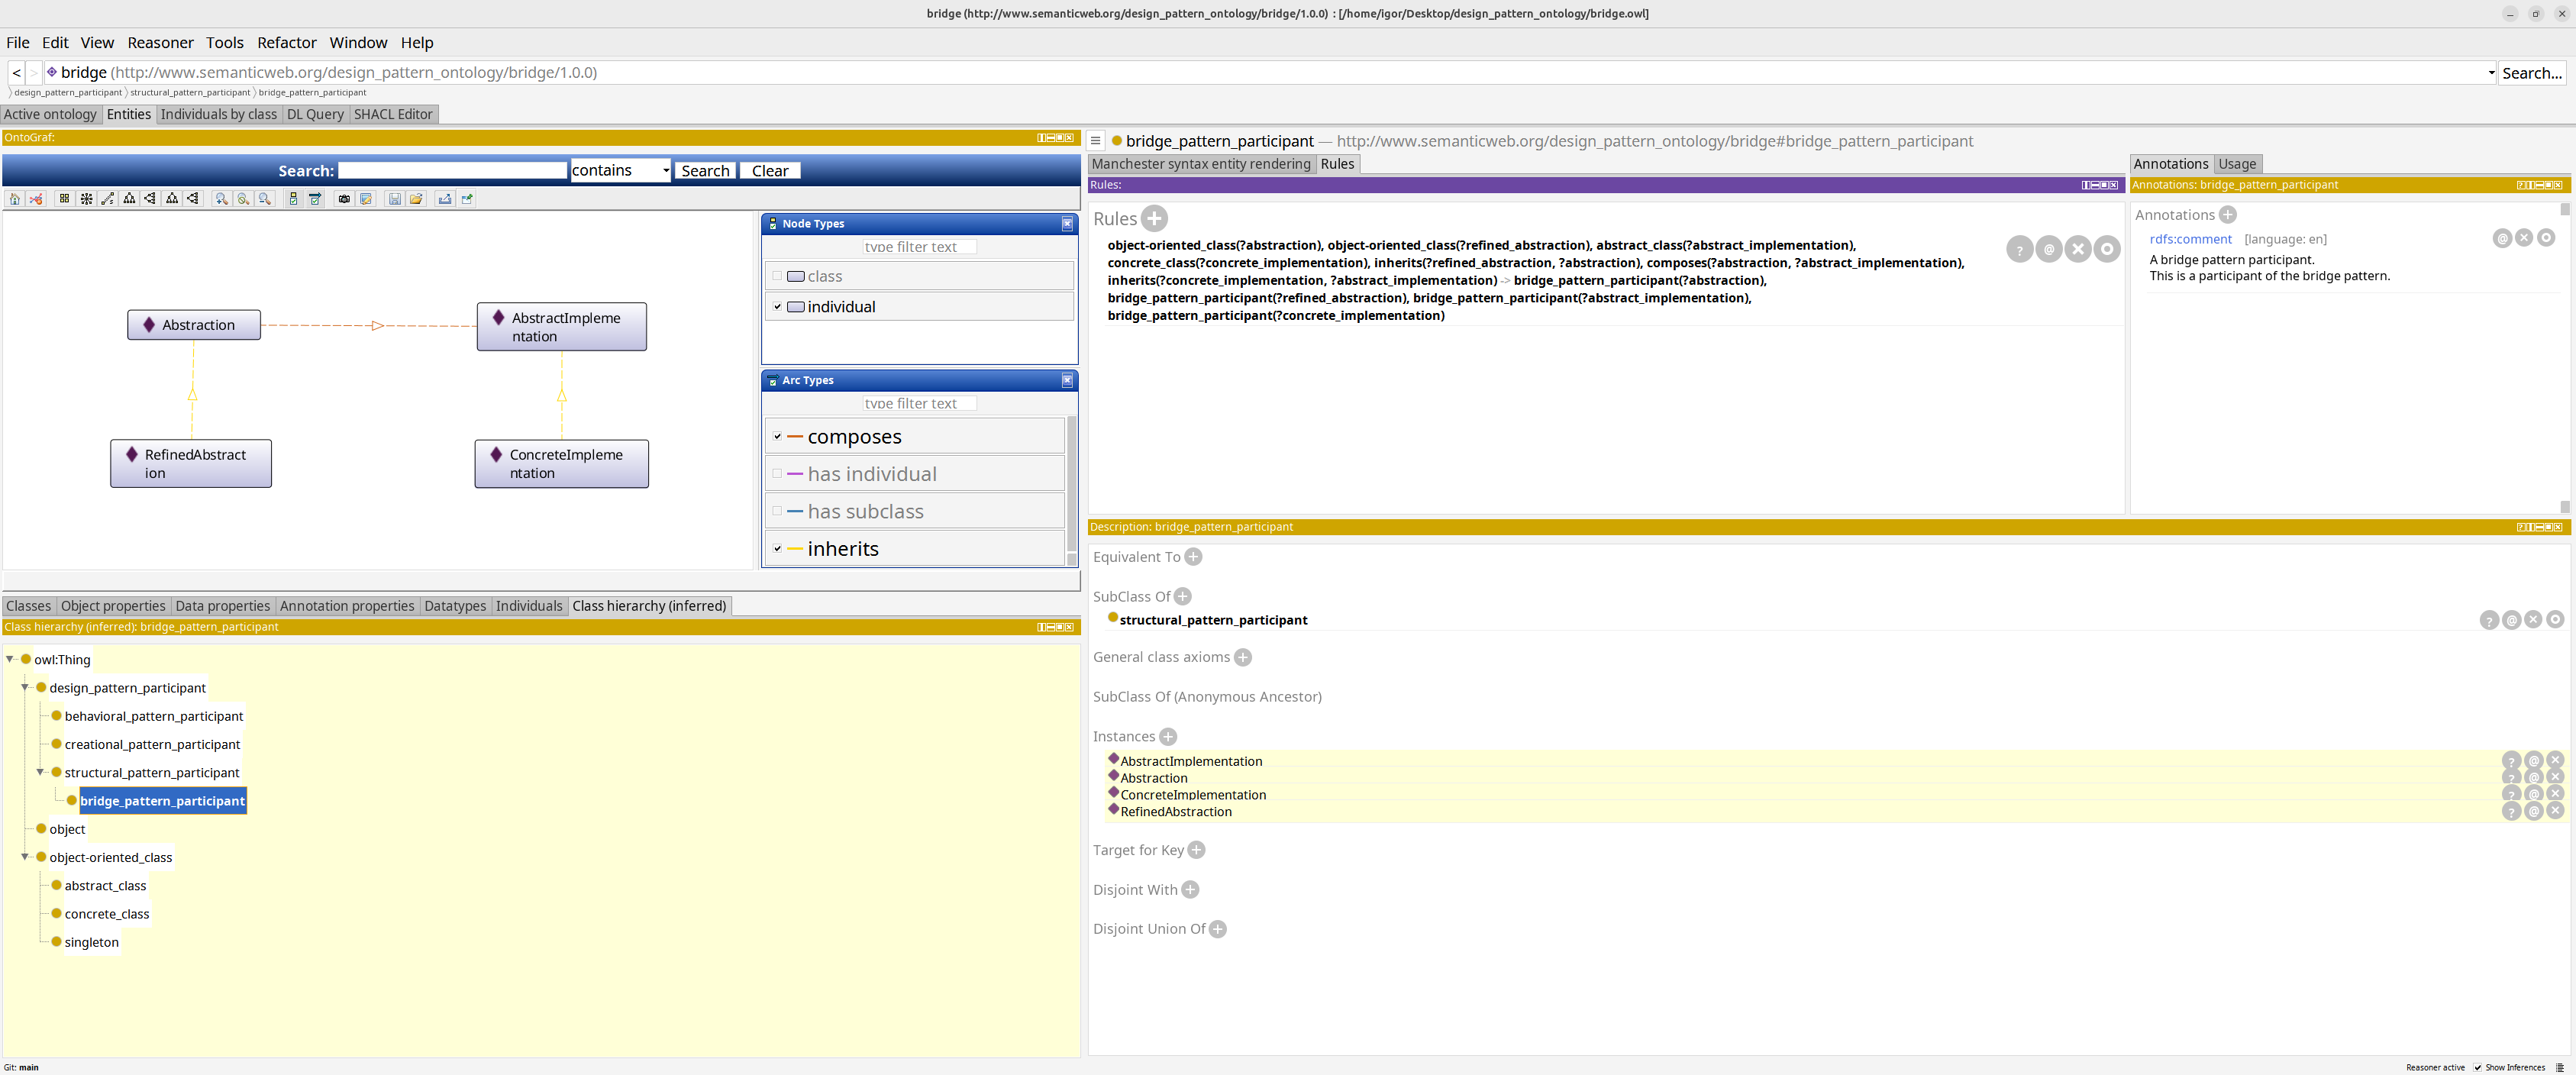 bridge (http://www.semanticweb.org/design_pattern_ontology/bridge/1.0.0) : [/home/igor/Desktop/design_pattern_ontology/bridge.owl]
File Edit View Reasoner Tools Refactor Window Help
< > bridge (http://www.semanticweb.org/design_pattern_ontology/bridge/1.0.0) Search...
design_pattern_participant structural_pattern_participant bridge_pattern_participant
Active ontology Entities Individuals by class DL Query SHACL Editor
OntoGraf:
Search: contains Search Clear
Abstraction
AbstractImpleme
ntation
RefinedAbstract
ion
ConcreteImpleme
ntation
Node Types
type filter text
class
individual
Arc Types
type filter text
composes
has individual
has subclass
inherits
Classes Object properties Data properties Annotation properties Datatypes Individuals Class hierarchy (inferred)
Class hierarchy (inferred): bridge_pattern_participant
owl:Thing
design_pattern_participant
behavioral_pattern_participant
creational_pattern_participant
structural_pattern_participant
bridge_pattern_participant
object
object-oriented_class
abstract_class
concrete_class
singleton
bridge_pattern_participant — http://www.semanticweb.org/design_pattern_ontology/bridge#bridge_pattern_participant
Manchester syntax entity rendering Rules
Rules:
Rules
object-oriented_class(?abstraction), object-oriented_class(?refined_abstraction), abstract_class(?abstract_implementation),
concrete_class(?concrete_implementation), inherits(?refined_abstraction, ?abstraction), composes(?abstraction, ?abstract_implementation),
inherits(?concrete_implementation, ?abstract_implementation) -> bridge_pattern_participant(?abstraction),
bridge_pattern_participant(?refined_abstraction), bridge_pattern_participant(?abstract_implementation),
bridge_pattern_participant(?concrete_implementation)
Annotations Usage
Annotations: bridge_pattern_participant
Annotations
rdfs:comment [language: en]
A bridge pattern participant.
This is a participant of the bridge pattern.
Description: bridge_pattern_participant
Equivalent To
SubClass Of
structural_pattern_participant
General class axioms
SubClass Of (Anonymous Ancestor)
Instances
AbstractImplementation
Abstraction
ConcreteImplementation
RefinedAbstraction
Target for Key
Disjoint With
Disjoint Union Of
Git: main
Reasoner active Show Inferences